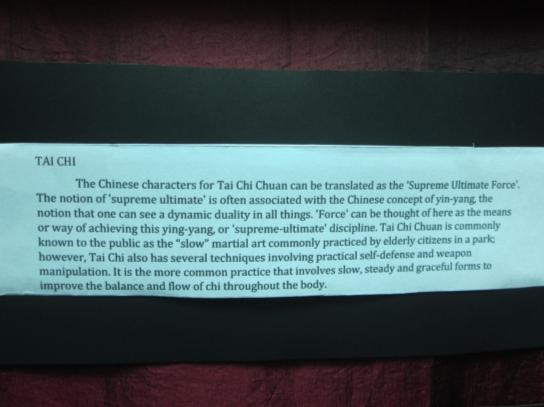 TAI CHI
The Chinese characters for Tai Chi Chuan can be translated as the 'Supreme Ultimate Force'.
The notion of 'supreme ultimate' is often associated with the Chinese concept of yin-yang, the
notion that one can see a dynamic duality in all things. 'Force' can be thought of here as the means
or way of achieving this ying-yang, or 'supreme-ultimate' discipline. Tai Chi Chuan is commonly
known to the public as the "slow" martial art commonly practiced by elderly citizens in a park;
however, Tai Chi also has several techniques involving practical self-defense and weapon
manipulation. It is the more common practice that involves slow, steady and graceful forms to
improve the balance and flow of chi throughout the body.